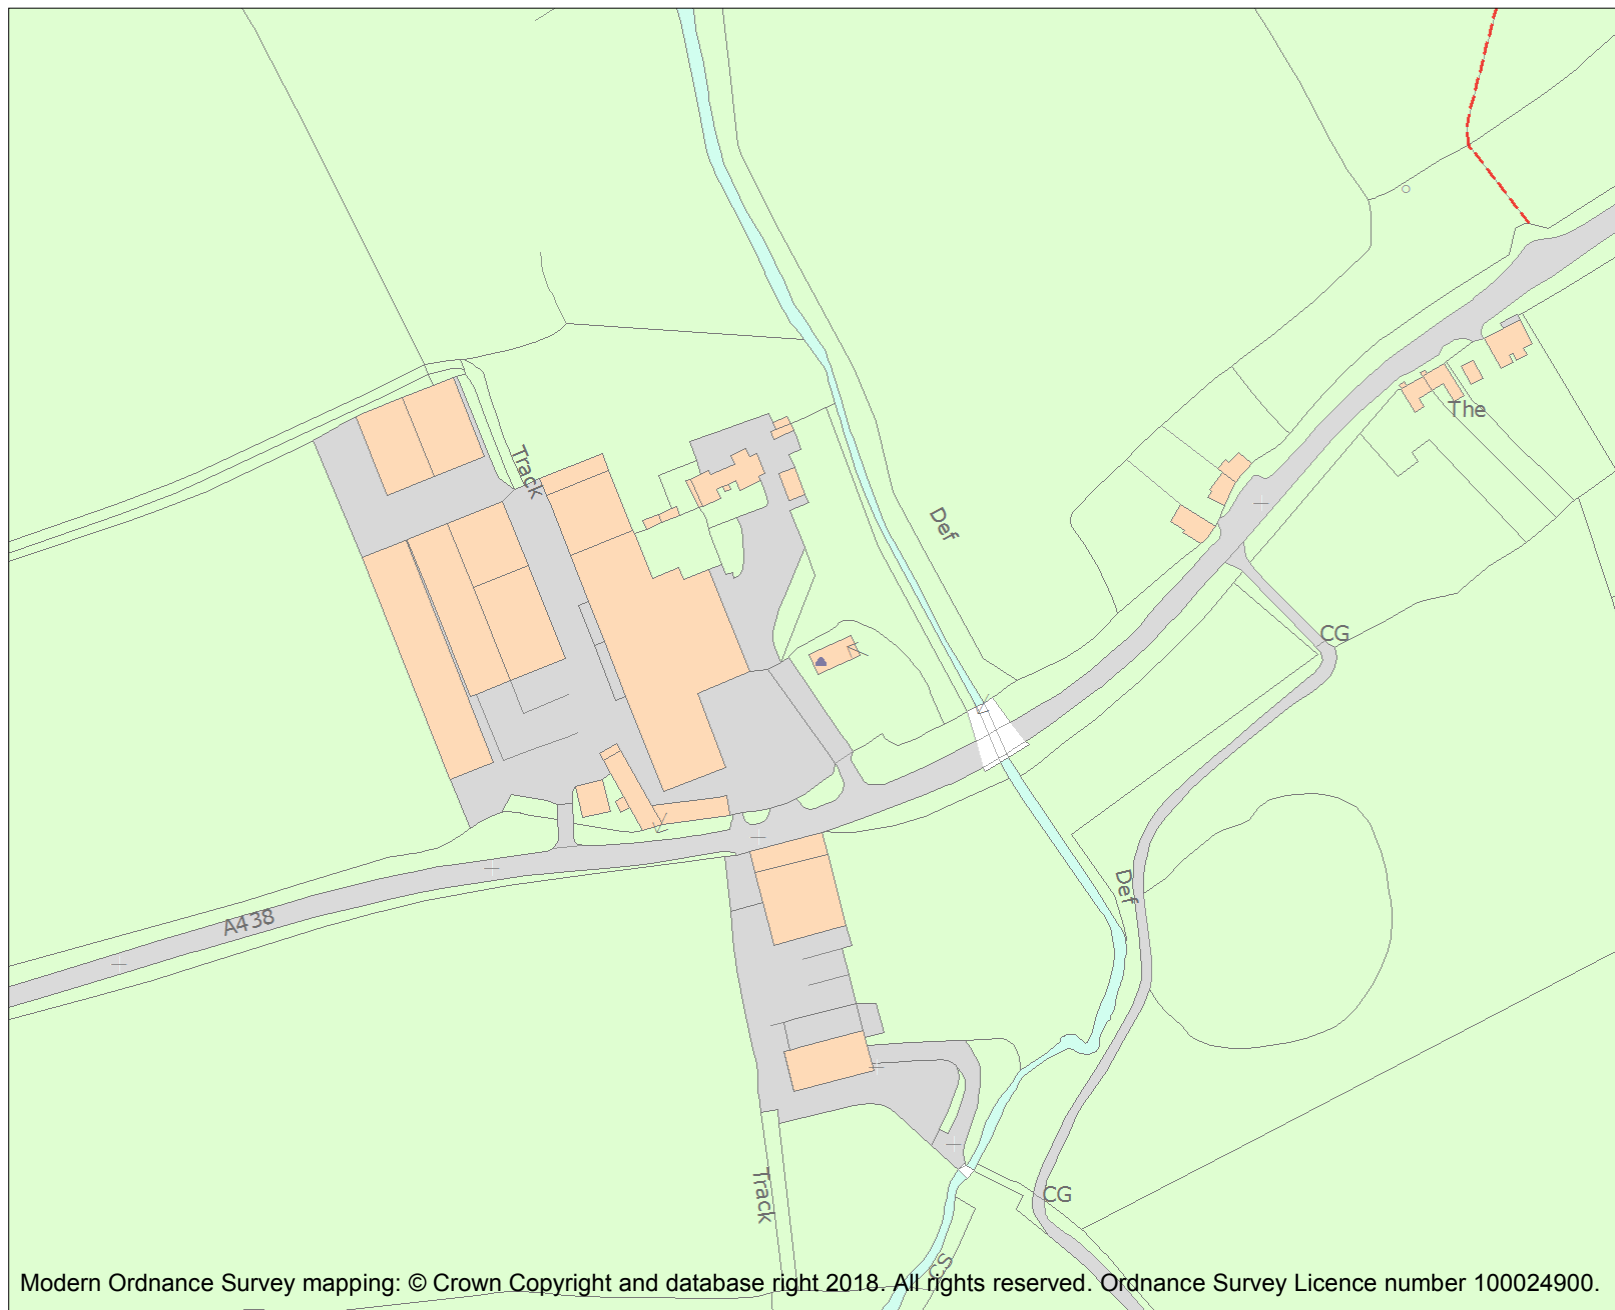 The
Track
Def
CG
Def
A438
Track
CG
CS
Modern Ordnance Survey mapping: © Crown Copyright and database right 2018. All rights reserved. Ordnance Survey Licence number 100024900.